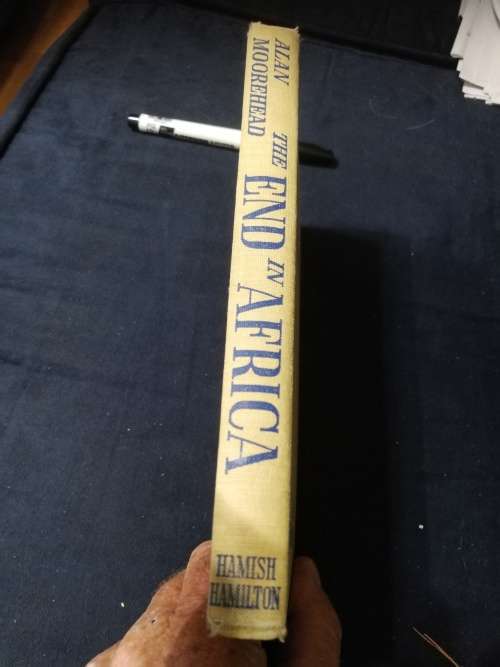 ALAN
MOOREHEAD
THE
END
IN
AFRICA
HAMISH
HAMILTON